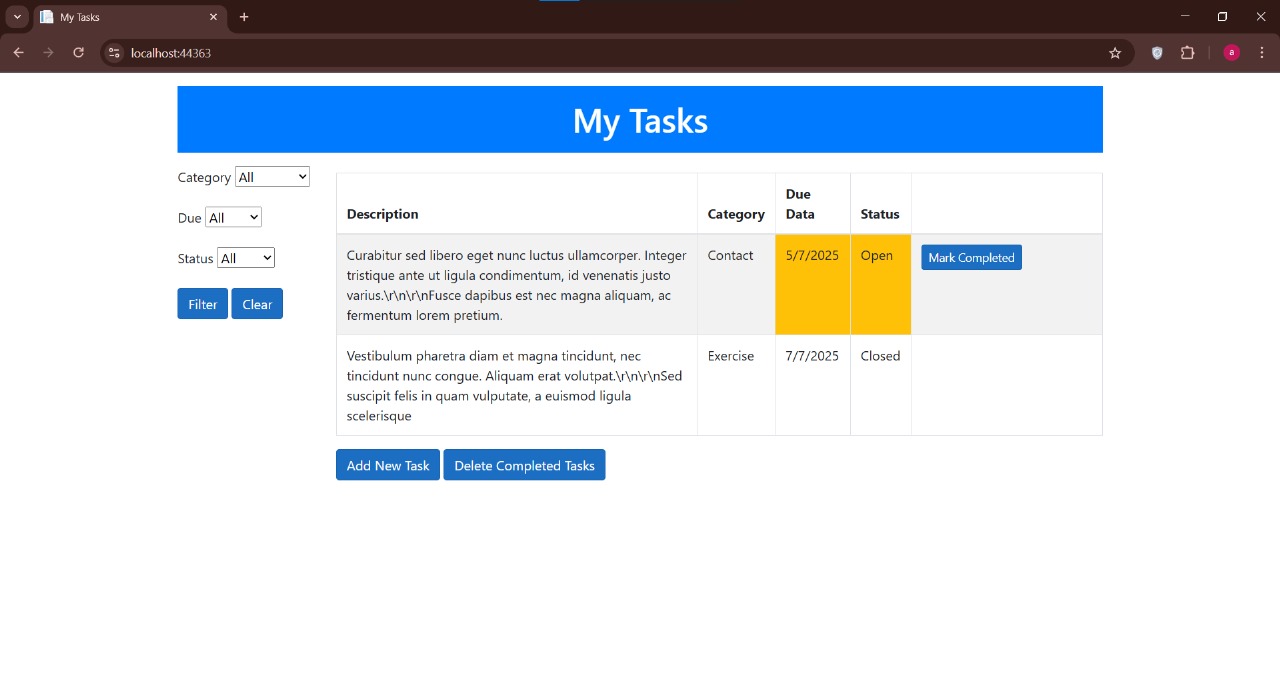 My Tasks
localhost:44363
a
My Tasks
Category All
Due All
Status All
Filter Clear
Description Category Due Data Status
Curabitur sed libero eget nunc luctus ullamcorper. Integer
tristique ante ut ligula condimentum, id venenatis justo
varius.\r\n\r\nFusce dapibus est nec magna aliquam, ac
fermentum lorem pretium.
Contact 5/7/2025 Open Mark Completed
Vestibulum pharetra diam et magna tincidunt, nec
tincidunt nunc congue. Aliquam erat volutpat.\r\n\r\nSed
suscipit felis in quam vulputate, a euismod ligula
scelerisque
Exercise 7/7/2025 Closed
Add New Task Delete Completed Tasks